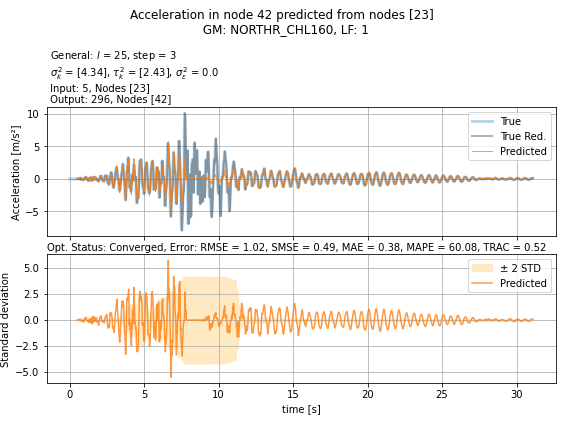 Acceleration in node 42 predicted from nodes [23]
GM: NORTHR_CHL160, LF: 1
General: l = 25, step = 3
σ²ₖ = [4.34], τ²ₖ = [2.43], σ²ε = 0.0
Input: 5, Nodes [23]
Output: 296, Nodes [42]
Acceleration [m/s²]
10
5
0
−5
True
True Red.
Predicted
Opt. Status: Converged, Error: RMSE = 1.02, SMSE = 0.49, MAE = 0.38, MAPE = 60.08, TRAC = 0.52
Standard deviation
5.0
2.5
0.0
−2.5
−5.0
± 2 STD
Predicted
0 5 10 15 20 25 30
time [s]